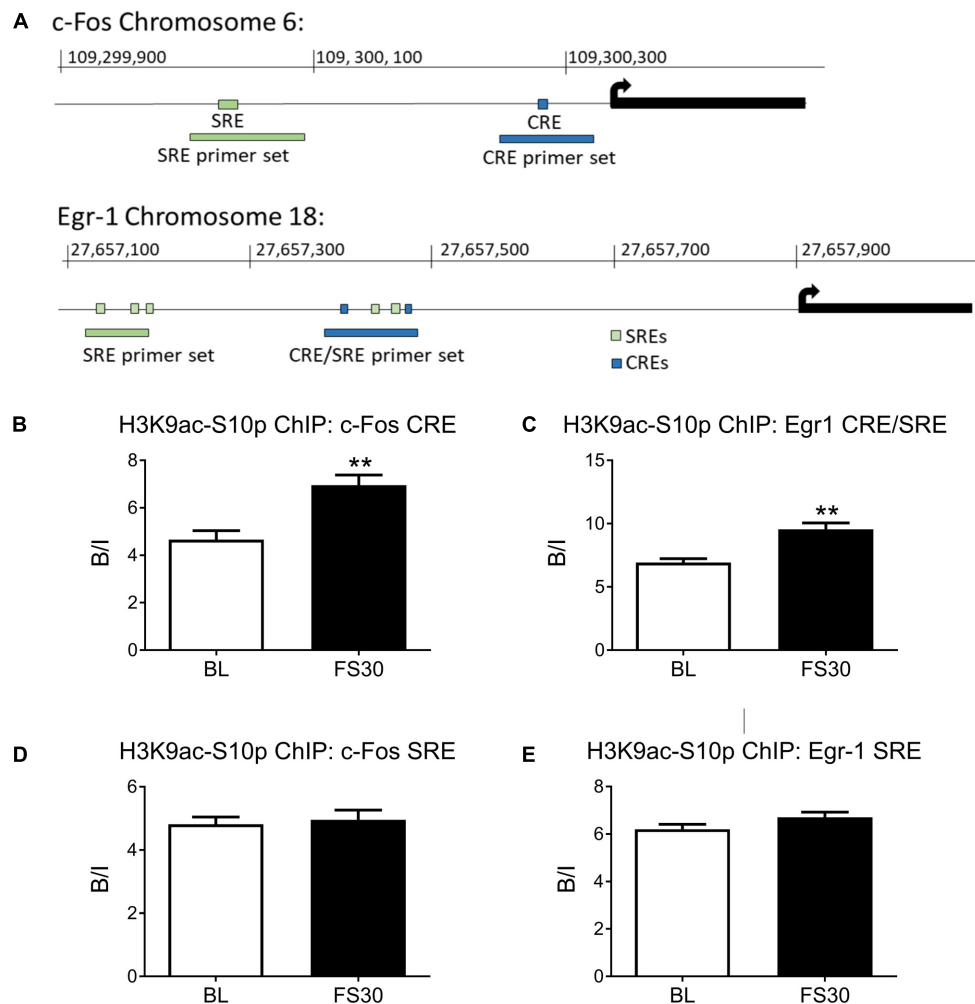 A c-Fos Chromosome 6:
109,299,900 109, 300, 100 109,300,300
SRE CRE
SRE primer set CRE primer set
Egr-1 Chromosome 18:
27,657,100 27,657,300 27,657,500 27,657,700 27,657,900
SRE primer set CRE/SRE primer set
SREs
CREs
B H3K9ac-S10p ChIP: c-Fos CRE
8
6
4
2
0
B/I
**
BL FS30
C H3K9ac-S10p ChIP: Egr1 CRE/SRE
15
10
5
0
B/I
**
BL FS30
D H3K9ac-S10p ChIP: c-Fos SRE
6
4
2
0
B/I
BL FS30
E H3K9ac-S10p ChIP: Egr-1 SRE
8
6
4
2
0
B/I
BL FS30